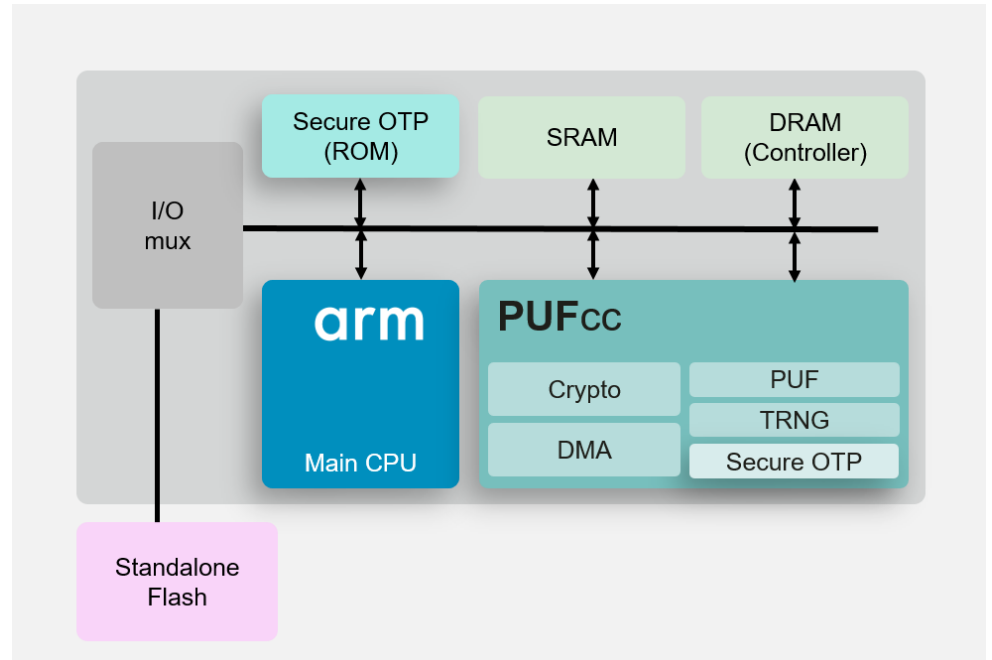 Secure OTP
(ROM)
SRAM
DRAM
(Controller)
I/O
mux
arm
Main CPU
PUFcc
Crypto
DMA
PUF
TRNG
Secure OTP
Standalone
Flash